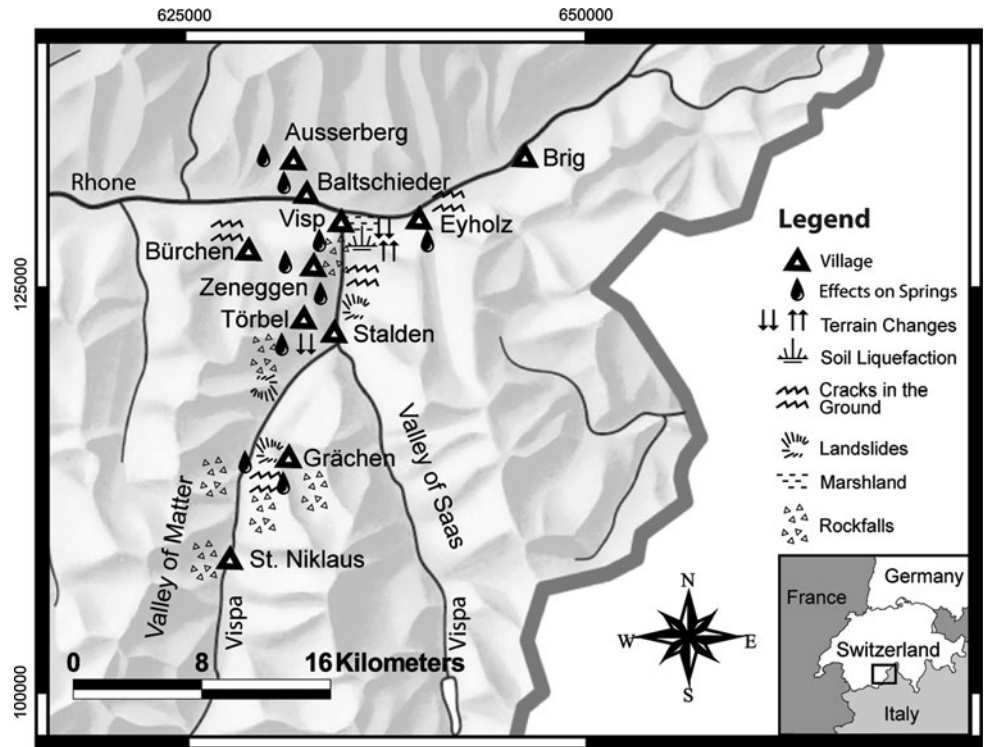 625000
650000
125000
100000
Ausserberg
Brig
Rhone
Baltschieder
Visp
Eyholz
Bürchen
Zeneggen
Törbel
Stalden
Grächen
St. Niklaus
Valley of Matter
Valley of Saas
Vispa
Vispa
0 8 16 Kilometers
Legend
Village
Effects on Springs
Terrain Changes
Soil Liquefaction
Cracks in the
Ground
Landslides
Marshland
Rockfalls
N
W E
S
France
Germany
Switzerland
Italy